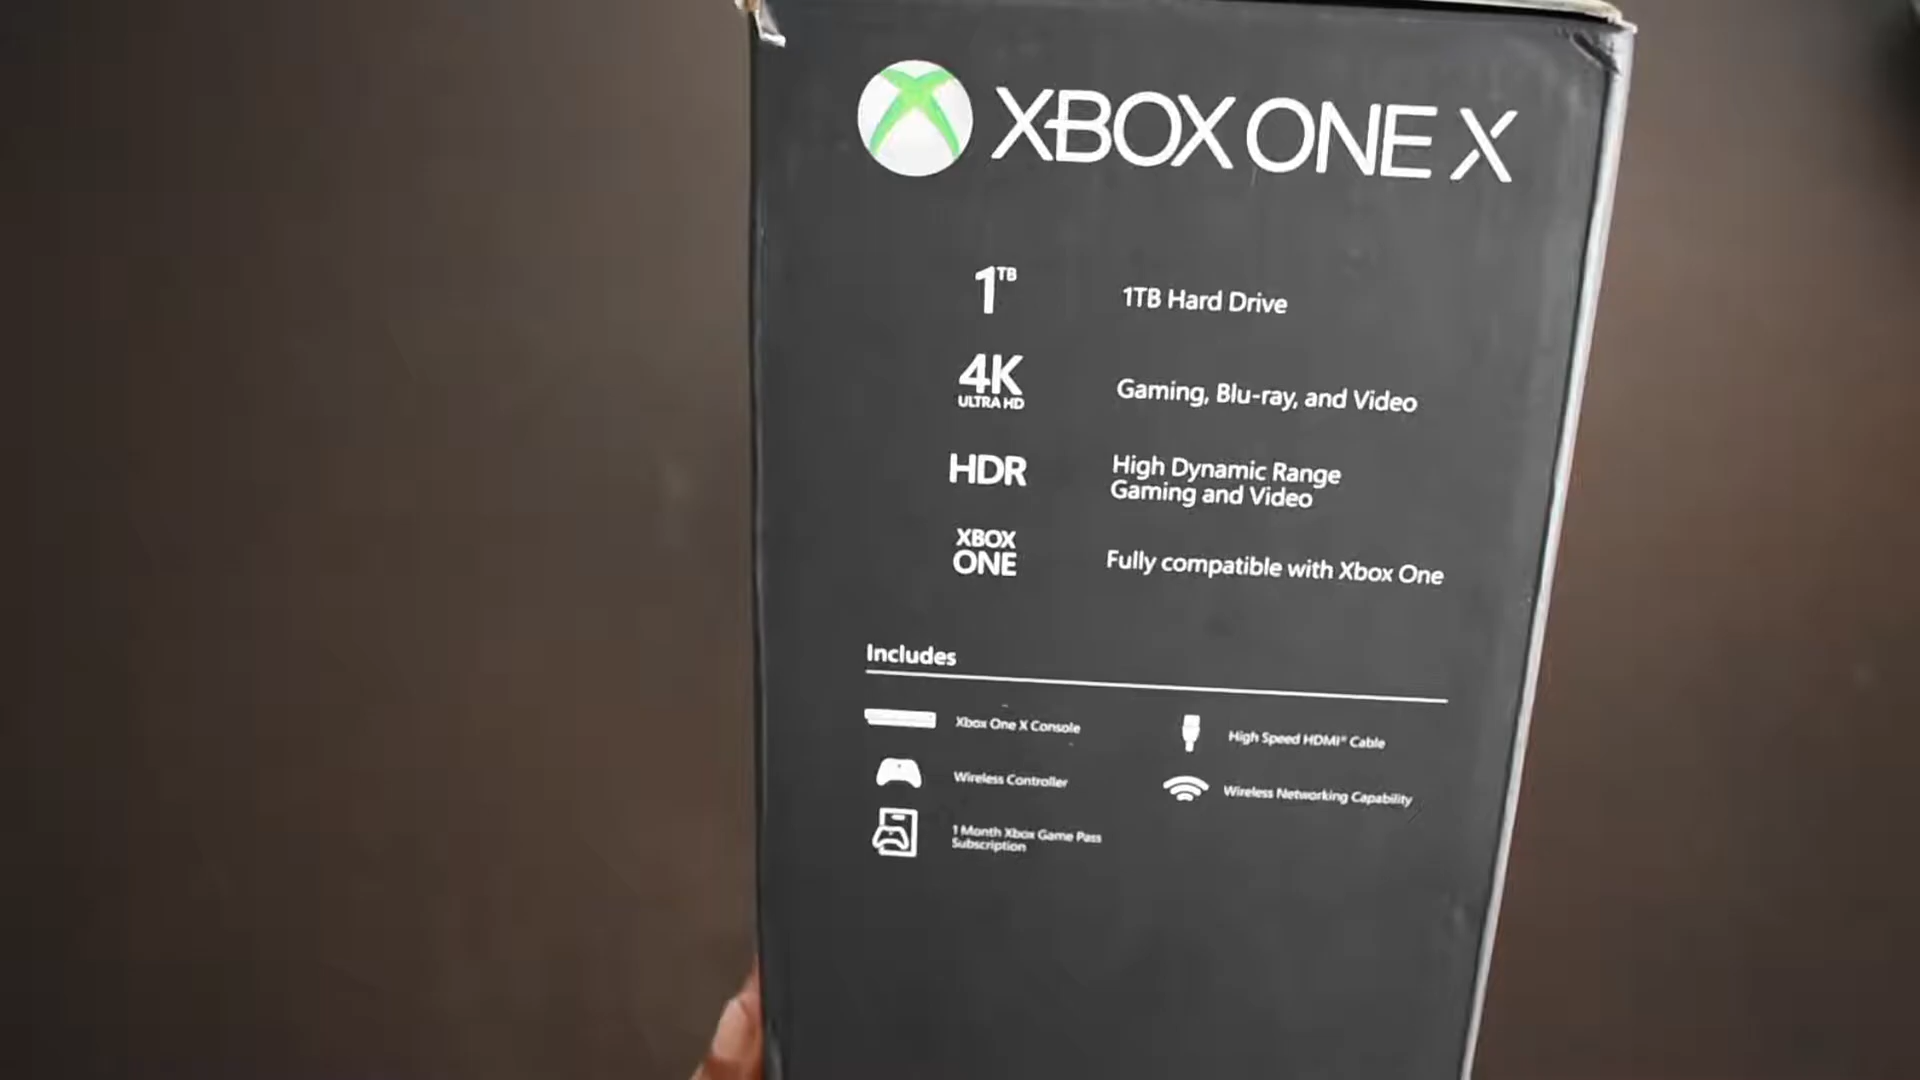 XBOX ONE X
1TB
1TB Hard Drive
4K
ULTRA HD
Gaming, Blu-ray, and Video
HDR
High Dynamic Range
Gaming and Video
XBOX
ONE
Fully compatible with Xbox One
Includes
Xbox One X Console
High Speed HDMI® Cable
Wireless Controller
Wireless Networking Capability
1 Month Xbox Game Pass
Subscription